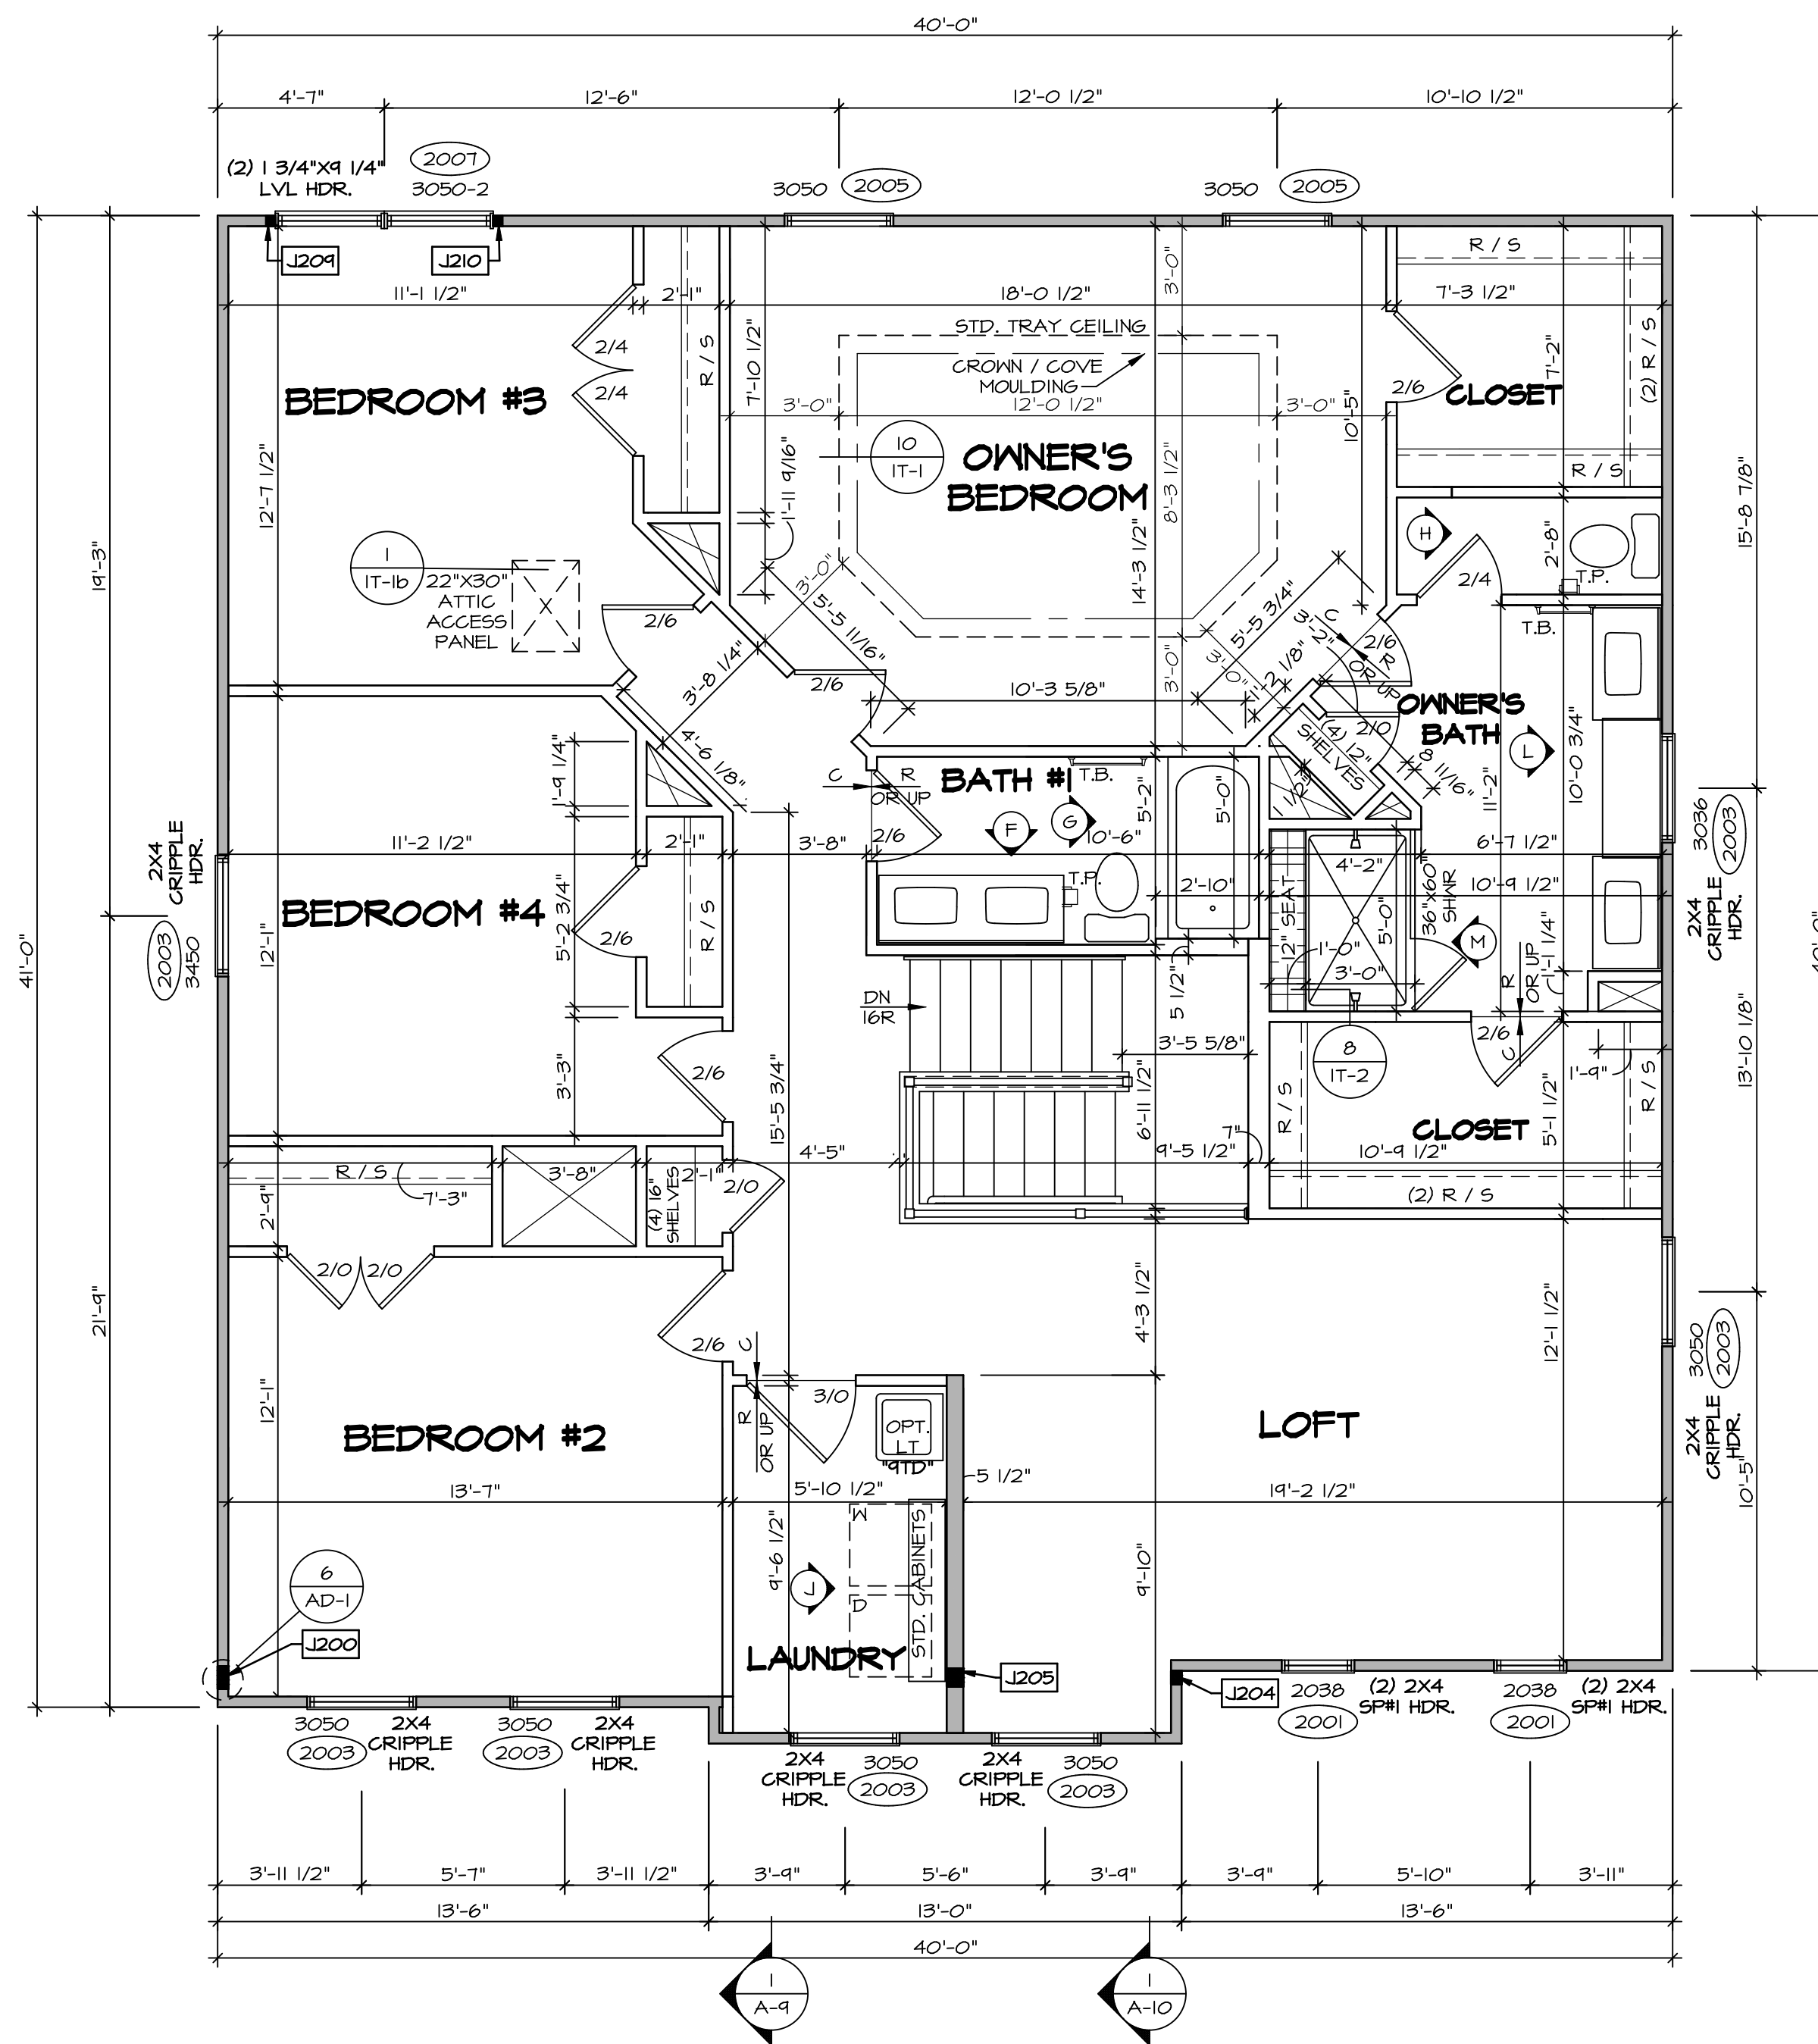 40'-0"
4'-7"
12'-6"
12'-0 1/2"
10'-10 1/2"
(2) 1 3/4"X9 1/4"
LVL HDR.
2007
3050-2
3050
2005
3050
2005
J209
J210
R / S
11'-1 1/2"
2'-1"
18'-0 1/2"
7'-3 1/2"
3'-0"
STD. TRAY CEILING
CROWN / COVE
MOULDING
2/4
2/4
R / S
7'-10 1/2"
7'-2"
(2) R / S
2/6
CLOSET
BEDROOM #3
3'-0"
12'-0 1/2"
3'-0"
10'-5"
10
IT-1
OWNER'S
BEDROOM
R / S
12'-7 1/2"
1'-11 9/16"
8'-3 1/2"
14'-3 1/2"
15'-8 7/8"
19'-3"
H
2'-8"
2/4
T.P.
T.B.
1
IT-1b
22"X30"
ATTIC
ACCESS
PANEL
2/6
3'-0"
5'-5 11/16"
5'-5 3/4"
3'-2"
C
2/6
R
OR UP
3'-0"
1'-2 1/8"
3'-8 1/4"
2/6
3'-0"
10'-3 5/8"
OWNER'S
BATH
2/0
(4) 12"
SHELVES
L
10'-0 3/4"
11'-2"
4'-6 1/8"
1'-9 1/4"
C
R
OR UP
BATH #1
T.B.
5'-2"
5'-0"
2/6
F
G
10'-6"
3036
2003
2X4
CRIPPLE
HDR.
2X4
CRIPPLE
HDR.
11'-2 1/2"
2'-1"
3'-8"
4'-2"
6'-7 1/2"
T.P.
2'-10"
10'-9 1/2"
12" SEAT
36"x60"
SHWR
5'-0"
BEDROOM #4
5'-2 3/4"
2/6
R / S
12'-1"
2003
3450
41'-0"
1'-0"
3'-0"
M
R
OR UP
1'-1 1/4"
DN
16R
5 1/2"
3'-5 5/8"
2/6
C
8
IT-2
1'-9"
R / S
13'-10 1/8"
3'-3"
2/6
15'-5 3/4"
6'-11 1/2"
R / S
CLOSET
5'-1 1/2"
7"
R / S
7'-3"
3'-8"
2'-1"
(4) 16"
SHELVES
2/0
4'-5"
9'-5 1/2"
10'-9 1/2"
(2) R / S
2'-9"
2/0
2/0
21'-9"
4'-3 1/2"
12'-1 1/2"
3050
2003
2X4
CRIPPLE
HDR.
2/6
C
R
OR UP
3/0
OPT.
LT
"9TD"
12'-1"
BEDROOM #2
LOFT
13'-7"
5'-10 1/2"
5 1/2"
19'-2 1/2"
10'-5"
W
D
STD. CABINETS
9'-6 1/2"
9'-10"
6
AD-1
J
J200
LAUNDRY
J205
J204
3050
2003
2X4
CRIPPLE
HDR.
3050
2003
2X4
CRIPPLE
HDR.
2X4
CRIPPLE
HDR.
3050
2003
2X4
CRIPPLE
HDR.
3050
2003
2038
2001
(2) 2X4
SP#1 HDR.
2038
2001
(2) 2X4
SP#1 HDR.
3'-11 1/2"
5'-7"
3'-11 1/2"
3'-9"
5'-6"
3'-9"
3'-9"
5'-10"
3'-11"
13'-6"
13'-0"
13'-6"
40'-0"
1
A-9
1
A-10